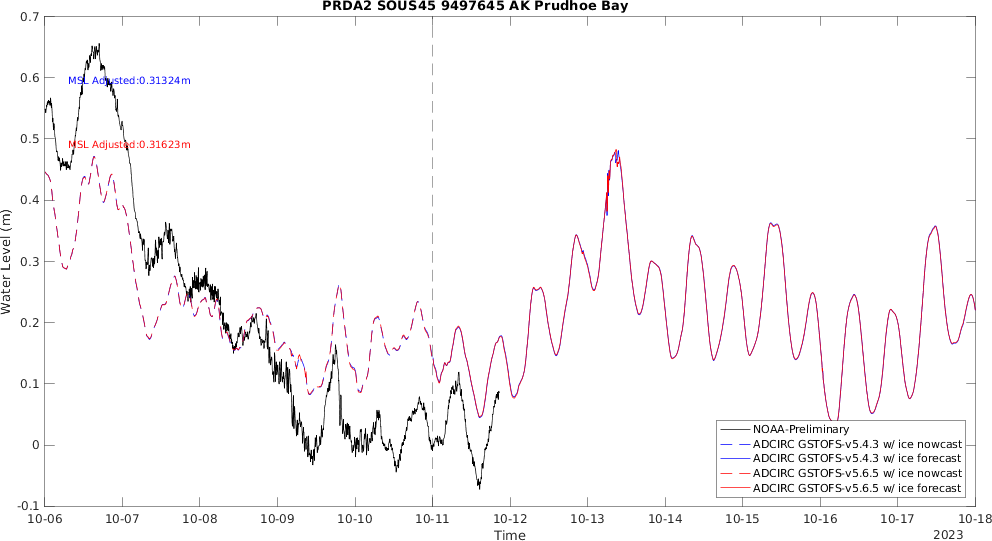 PRDA2 SOUS45 9497645 AK Prudhoe Bay
0.7
0.6
0.5
0.4
0.3
0.2
0.1
0
-0.1
Water Level (m)
MSL Adjusted:0.31324m
MSL Adjusted:0.31623m
NOAA-Preliminary
ADCIRC GSTOFS-v5.4.3 w/ ice nowcast
ADCIRC GSTOFS-v5.4.3 w/ ice forecast
ADCIRC GSTOFS-v5.6.5 w/ ice nowcast
ADCIRC GSTOFS-v5.6.5 w/ ice forecast
10-06 10-07 10-08 10-09 10-10 10-11 10-12 10-13 10-14 10-15 10-16 10-17 10-18
Time
2023